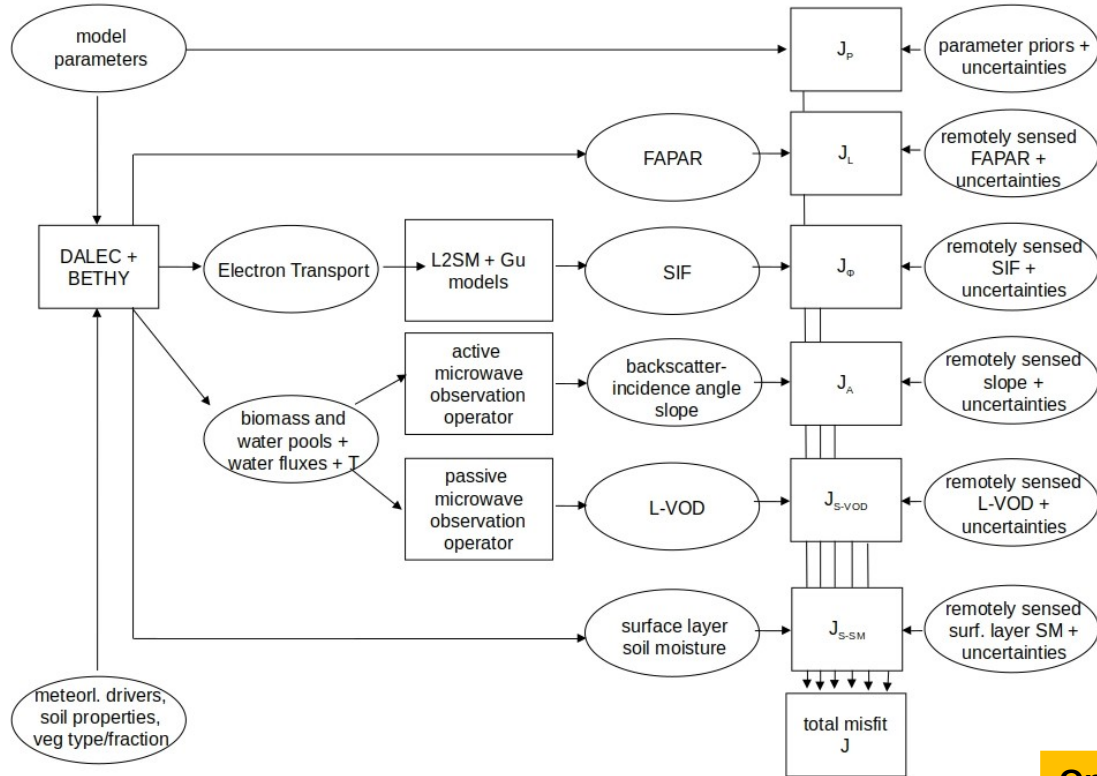 model
parameters
J_P
parameter priors +
uncertainties
FAPAR
J_L
remotely sensed
FAPAR +
uncertainties
DALEC +
BETHY
Electron Transport
L2SM + Gu
models
SIF
J_Φ
remotely sensed
SIF +
uncertainties
active
microwave
observation
operator
backscatter-
incidence angle
slope
J_A
remotely sensed
slope +
uncertainties
biomass and
water pools +
water fluxes + T
passive
microwave
observation
operator
L-VOD
J_S-VOD
remotely sensed
L-VOD +
uncertainties
surface layer
soil moisture
J_S-SM
remotely sensed
surf. layer SM +
uncertainties
meteorl. drivers,
soil properties,
veg type/fraction
total misfit
J